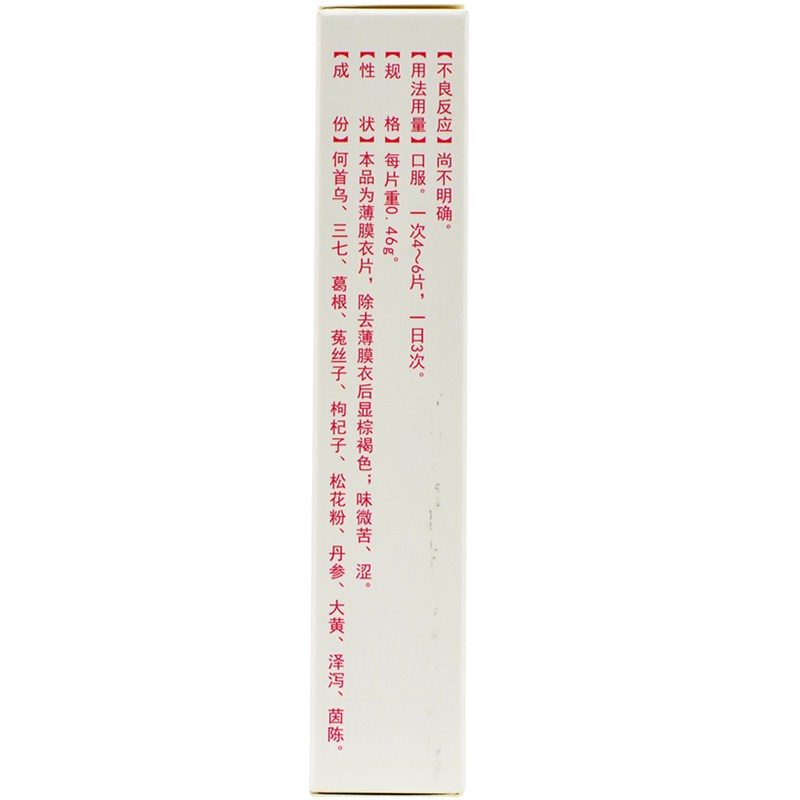 【成份】何首乌、三七、葛根、菟丝子、枸杞子、松花粉、丹参、大黄、泽泻、茵陈。
【性状】本品为薄膜衣片，除去薄膜衣后显棕褐色；味微苦、涩。
【规格】每片重0.46g。
【用法用量】口服。一次4～6片，一日3次。
【不良反应】尚不明确。